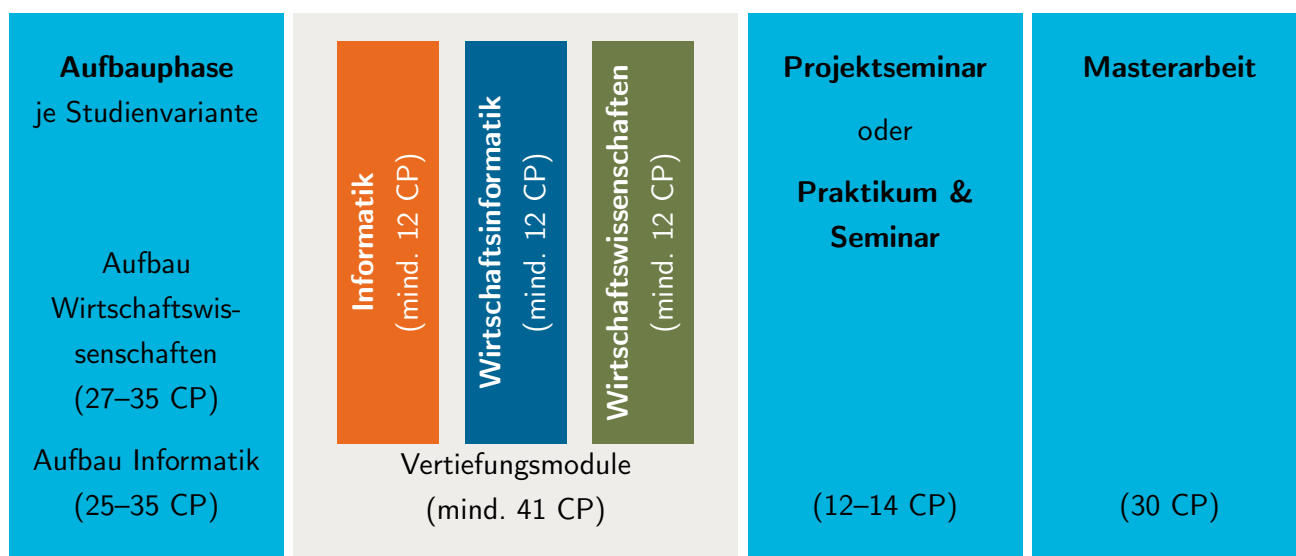 Aufbauphase
je Studienvariante
Aufbau
Wirtschaftswis-
senschaften
(27–35 CP)
Aufbau Informatik
(25–35 CP)
Informatik
(mind. 12 CP)
Wirtschaftsinformatik
(mind. 12 CP)
Wirtschaftswissenschaften
(mind. 12 CP)
Vertiefungsmodule
(mind. 41 CP)
Projektseminar
oder
Praktikum &
Seminar
(12–14 CP)
Masterarbeit
(30 CP)